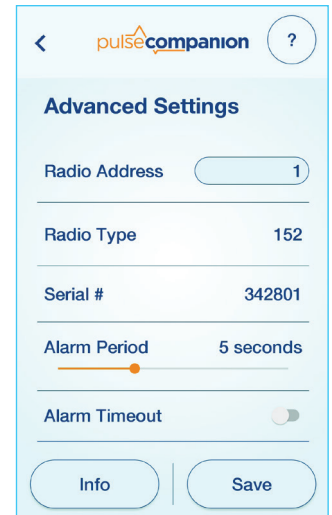 pulsecompanion ?
Advanced Settings
Radio Address 1
Radio Type 152
Serial # 342801
Alarm Period 5 seconds
Alarm Timeout
Info Save